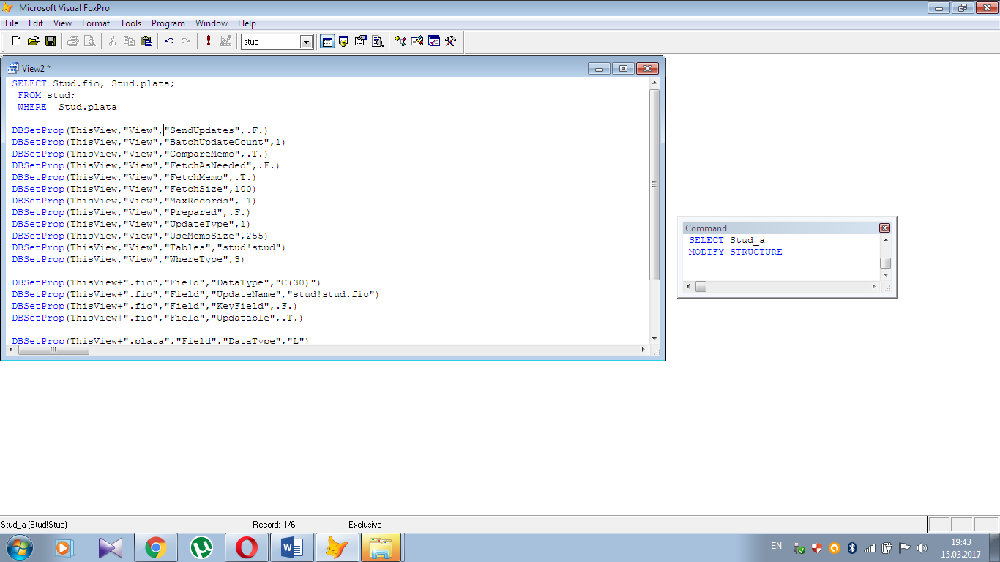 Microsoft Visual FoxPro
File Edit View Format Tools Program Window Help
stud
View2 *
SELECT Stud.fio, Stud.plata;
FROM stud;
WHERE  Stud.plata
DBSetProp(ThisView,"View","SendUpdates",.F.)
DBSetProp(ThisView,"View","BatchUpdateCount",1)
DBSetProp(ThisView,"View","CompareMemo",.T.)
DBSetProp(ThisView,"View","FetchAsNeeded",.F.)
DBSetProp(ThisView,"View","FetchMemo",.T.)
DBSetProp(ThisView,"View","FetchSize",100)
DBSetProp(ThisView,"View","MaxRecords",-1)
DBSetProp(ThisView,"View","Prepared",.F.)
DBSetProp(ThisView,"View","UpdateType",1)
DBSetProp(ThisView,"View","UseMemoSize",255)
DBSetProp(ThisView,"View","Tables","stud!stud")
DBSetProp(ThisView,"View","WhereType",3)
DBSetProp(ThisView+".fio","Field","DataType","C(30)")
DBSetProp(ThisView+".fio","Field","UpdateName","stud!stud.fio")
DBSetProp(ThisView+".fio","Field","KeyField",.F.)
DBSetProp(ThisView+".fio","Field","Updatable",.T.)
DBSetProp(ThisView+".plata","Field","DataType","L")
Command
SELECT Stud_a
MODIFY STRUCTURE
Stud_a (Stud!Stud) Record: 1/6 Exclusive
EN
19:43
15.03.2017